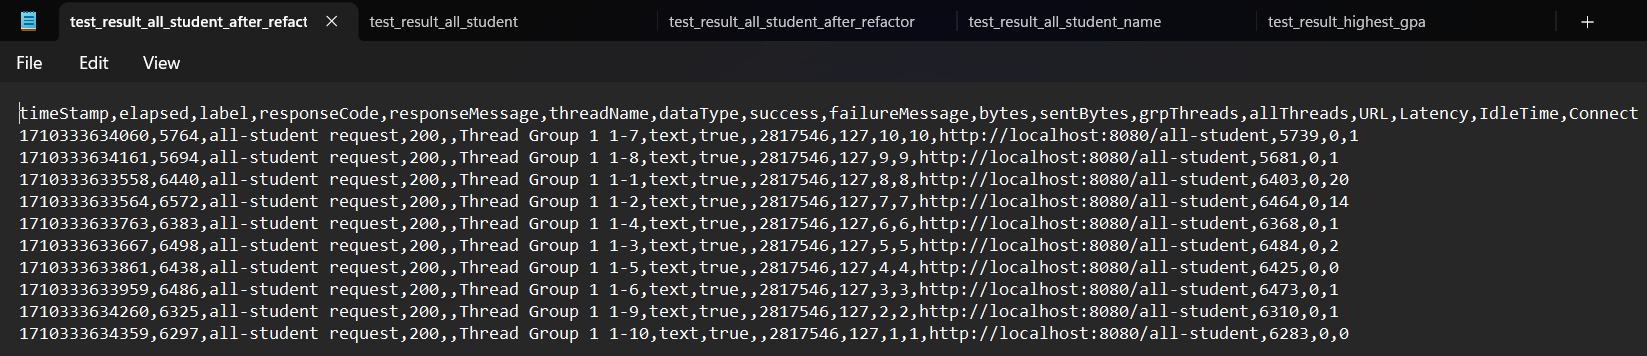 test_result_all_student_after_refact
test_result_all_student
test_result_all_student_after_refactor
test_result_all_student_name
test_result_highest_gpa
File Edit View
timeStamp,elapsed,label,responseCode,responseMessage,threadName,dataType,success,failureMessage,bytes,sentBytes,grpThreads,allThreads,URL,Latency,IdleTime,Connect
1710333634060,5764,all-student request,200,,Thread Group 1 1-7,text,true,,2817546,127,10,10,http://localhost:8080/all-student,5739,0,1
1710333634161,5694,all-student request,200,,Thread Group 1 1-8,text,true,,2817546,127,9,9,http://localhost:8080/all-student,5681,0,1
1710333633558,6440,all-student request,200,,Thread Group 1 1-1,text,true,,2817546,127,8,8,http://localhost:8080/all-student,6403,0,20
1710333633564,6572,all-student request,200,,Thread Group 1 1-2,text,true,,2817546,127,7,7,http://localhost:8080/all-student,6464,0,14
1710333633763,6383,all-student request,200,,Thread Group 1 1-4,text,true,,2817546,127,6,6,http://localhost:8080/all-student,6368,0,1
1710333633667,6498,all-student request,200,,Thread Group 1 1-3,text,true,,2817546,127,5,5,http://localhost:8080/all-student,6484,0,2
1710333633861,6438,all-student request,200,,Thread Group 1 1-5,text,true,,2817546,127,4,4,http://localhost:8080/all-student,6425,0,0
1710333633959,6486,all-student request,200,,Thread Group 1 1-6,text,true,,2817546,127,3,3,http://localhost:8080/all-student,6473,0,1
1710333634260,6325,all-student request,200,,Thread Group 1 1-9,text,true,,2817546,127,2,2,http://localhost:8080/all-student,6310,0,1
1710333634359,6297,all-student request,200,,Thread Group 1 1-10,text,true,,2817546,127,1,1,http://localhost:8080/all-student,6283,0,0